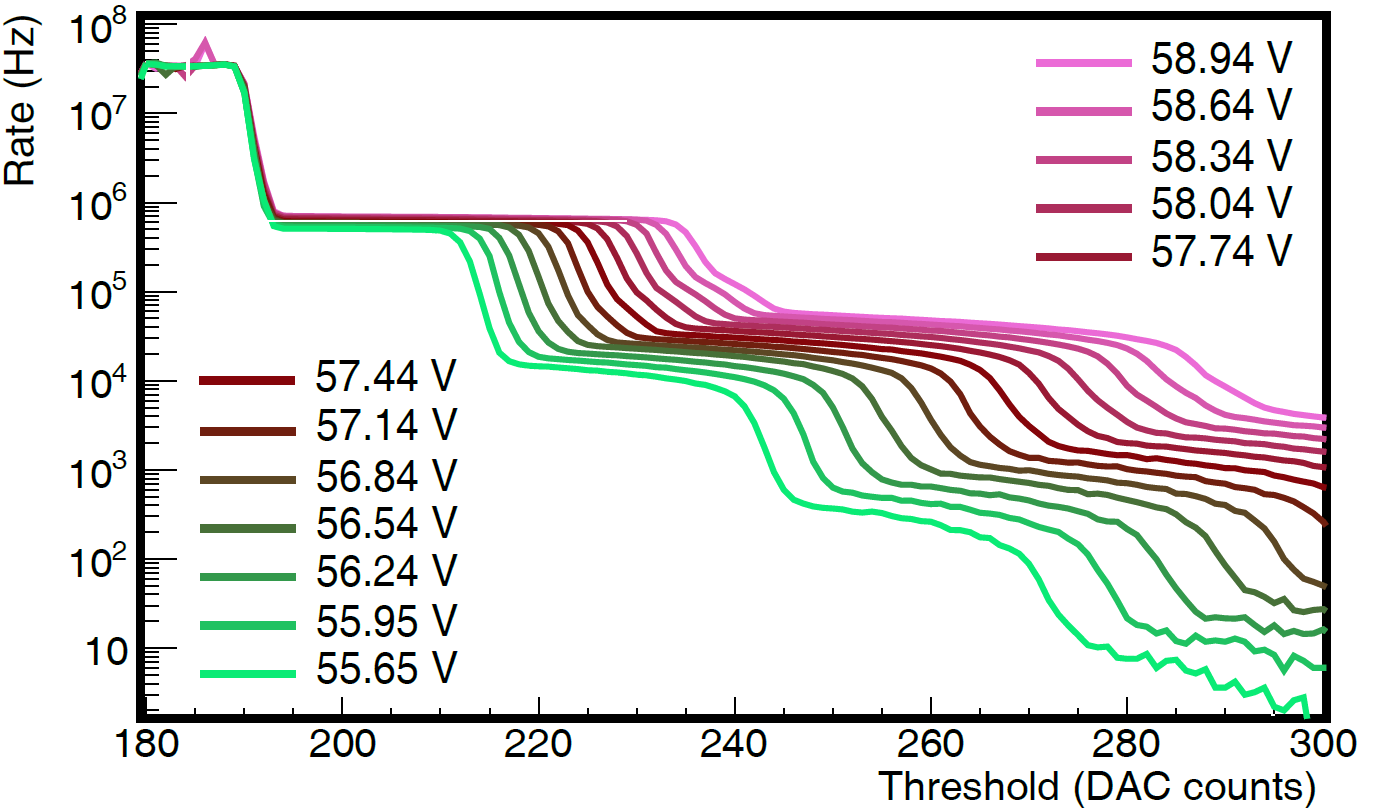 Rate (Hz)
10^8
10^7
10^6
10^5
10^4
10^3
10^2
10
58.94 V
58.64 V
58.34 V
58.04 V
57.74 V
57.44 V
57.14 V
56.84 V
56.54 V
56.24 V
55.95 V
55.65 V
180 200 220 240 260 280 300
Threshold (DAC counts)